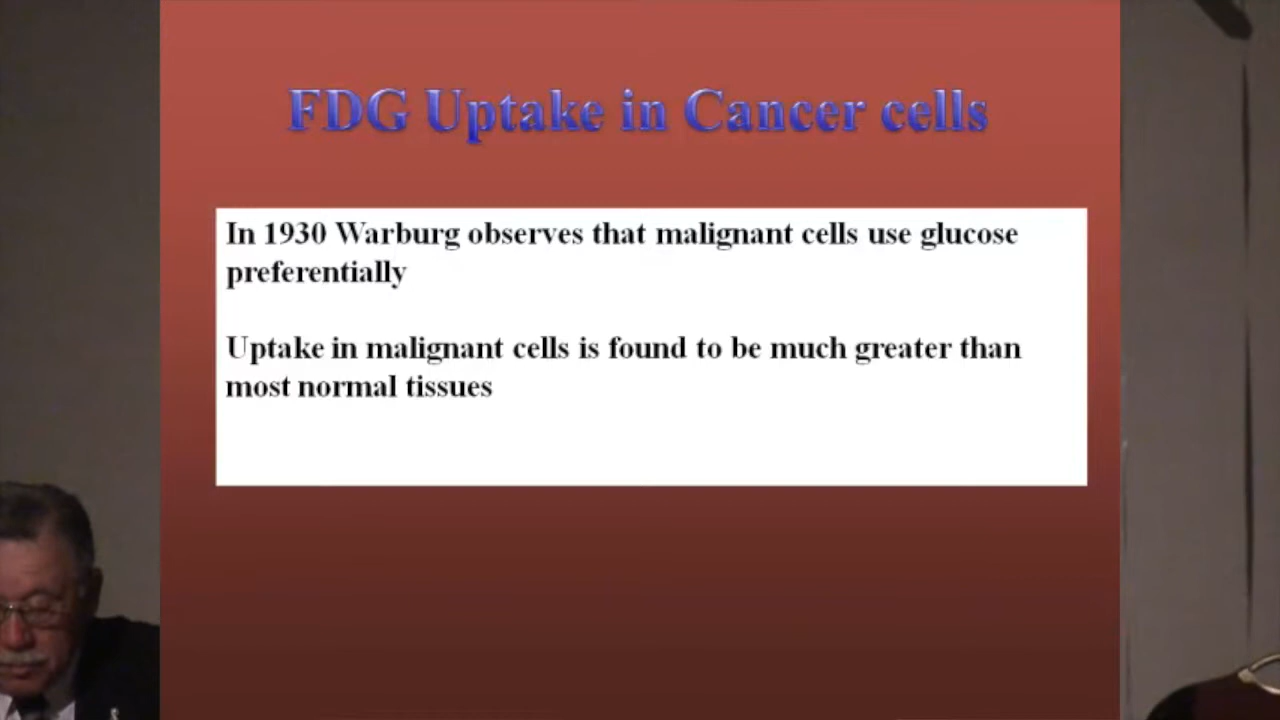 FDG Uptake in Cancer cells
In 1930 Warburg observes that malignant cells use glucose
preferentially
Uptake in malignant cells is found to be much greater than
most normal tissues